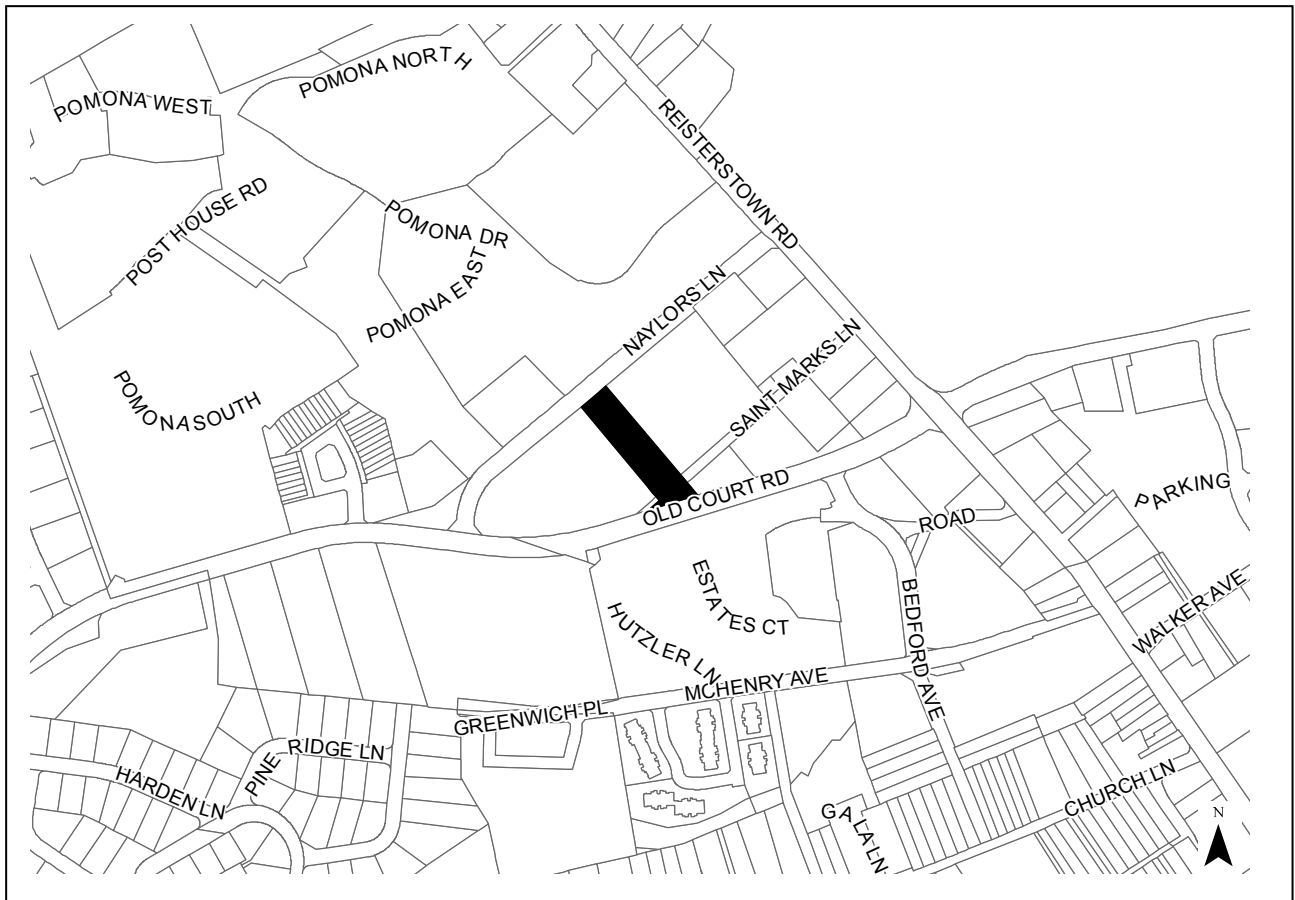 POMONA NORTH
POMONA WEST
REISTERSTOWN RD
POST HOUSE RD
POMONA DR
POMONA EAST
NAYLORS LN
SAINT MARKS LN
POMONA SOUTH
OLD COURT RD
PARKING
ROAD
ESTATES CT
BEDFORD AVE
WALKER AVE
HUTZLER LN
MCHENRY AVE
GREENWICH PL
RIDGE LN
PINE
HARDEN LN
CHURCH LN
GALA LN
N